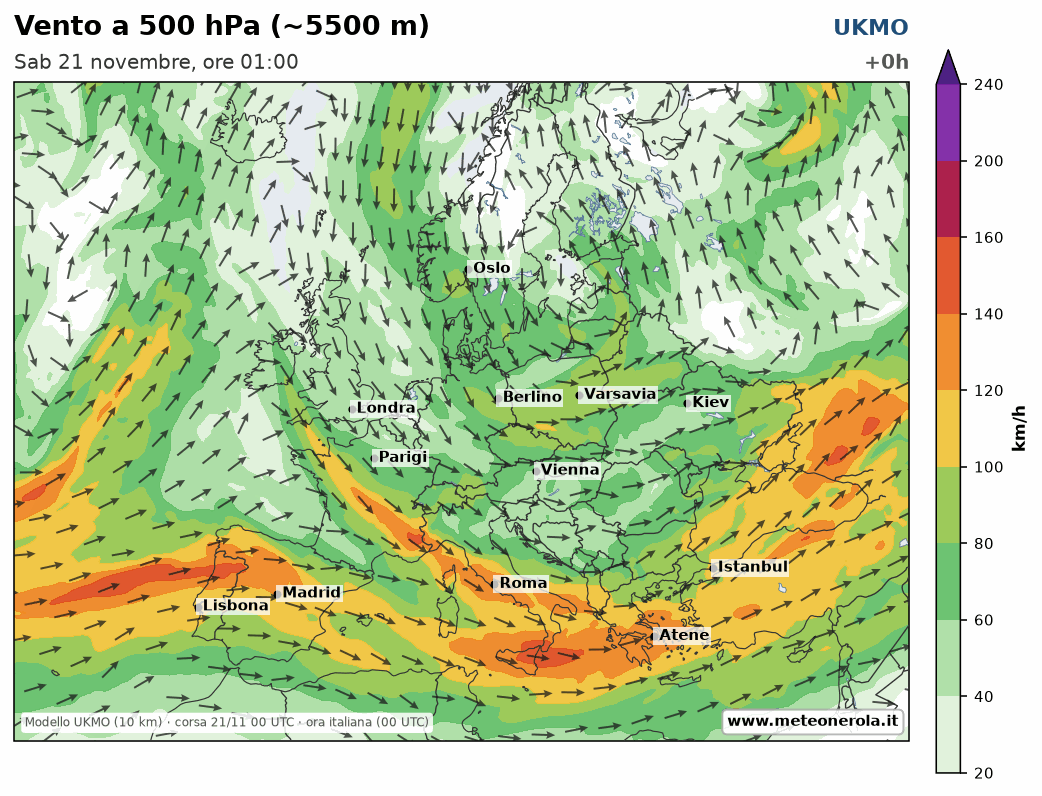 Vento a 500 hPa (~5500 m)
UKMO
Sab 21 novembre, ore 01:00
+0h
Oslo
Berlino
Varsavia
Kiev
Londra
Parigi
Vienna
Istanbul
Roma
Madrid
Lisbona
Atene
Modello UKMO (10 km) · corsa 21/11 00 UTC · ora italiana (00 UTC)
www.meteonerola.it
240
200
160
140
120
100
80
60
40
20
km/h